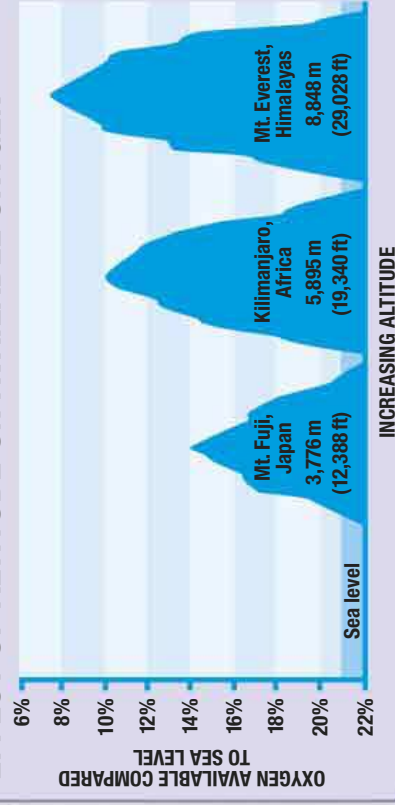 OXYGEN AVAILABLE COMPARED
TO SEA LEVEL
6%
8%
10%
12%
14%
16%
18%
20%
22%
Sea level
Mt. Fuji,
Japan
3,776 m
(12,388 ft)
Kilimanjaro,
Africa
5,895 m
(19,340 ft)
Mt. Everest,
Himalayas
8,848 m
(29,028 ft)
INCREASING ALTITUDE